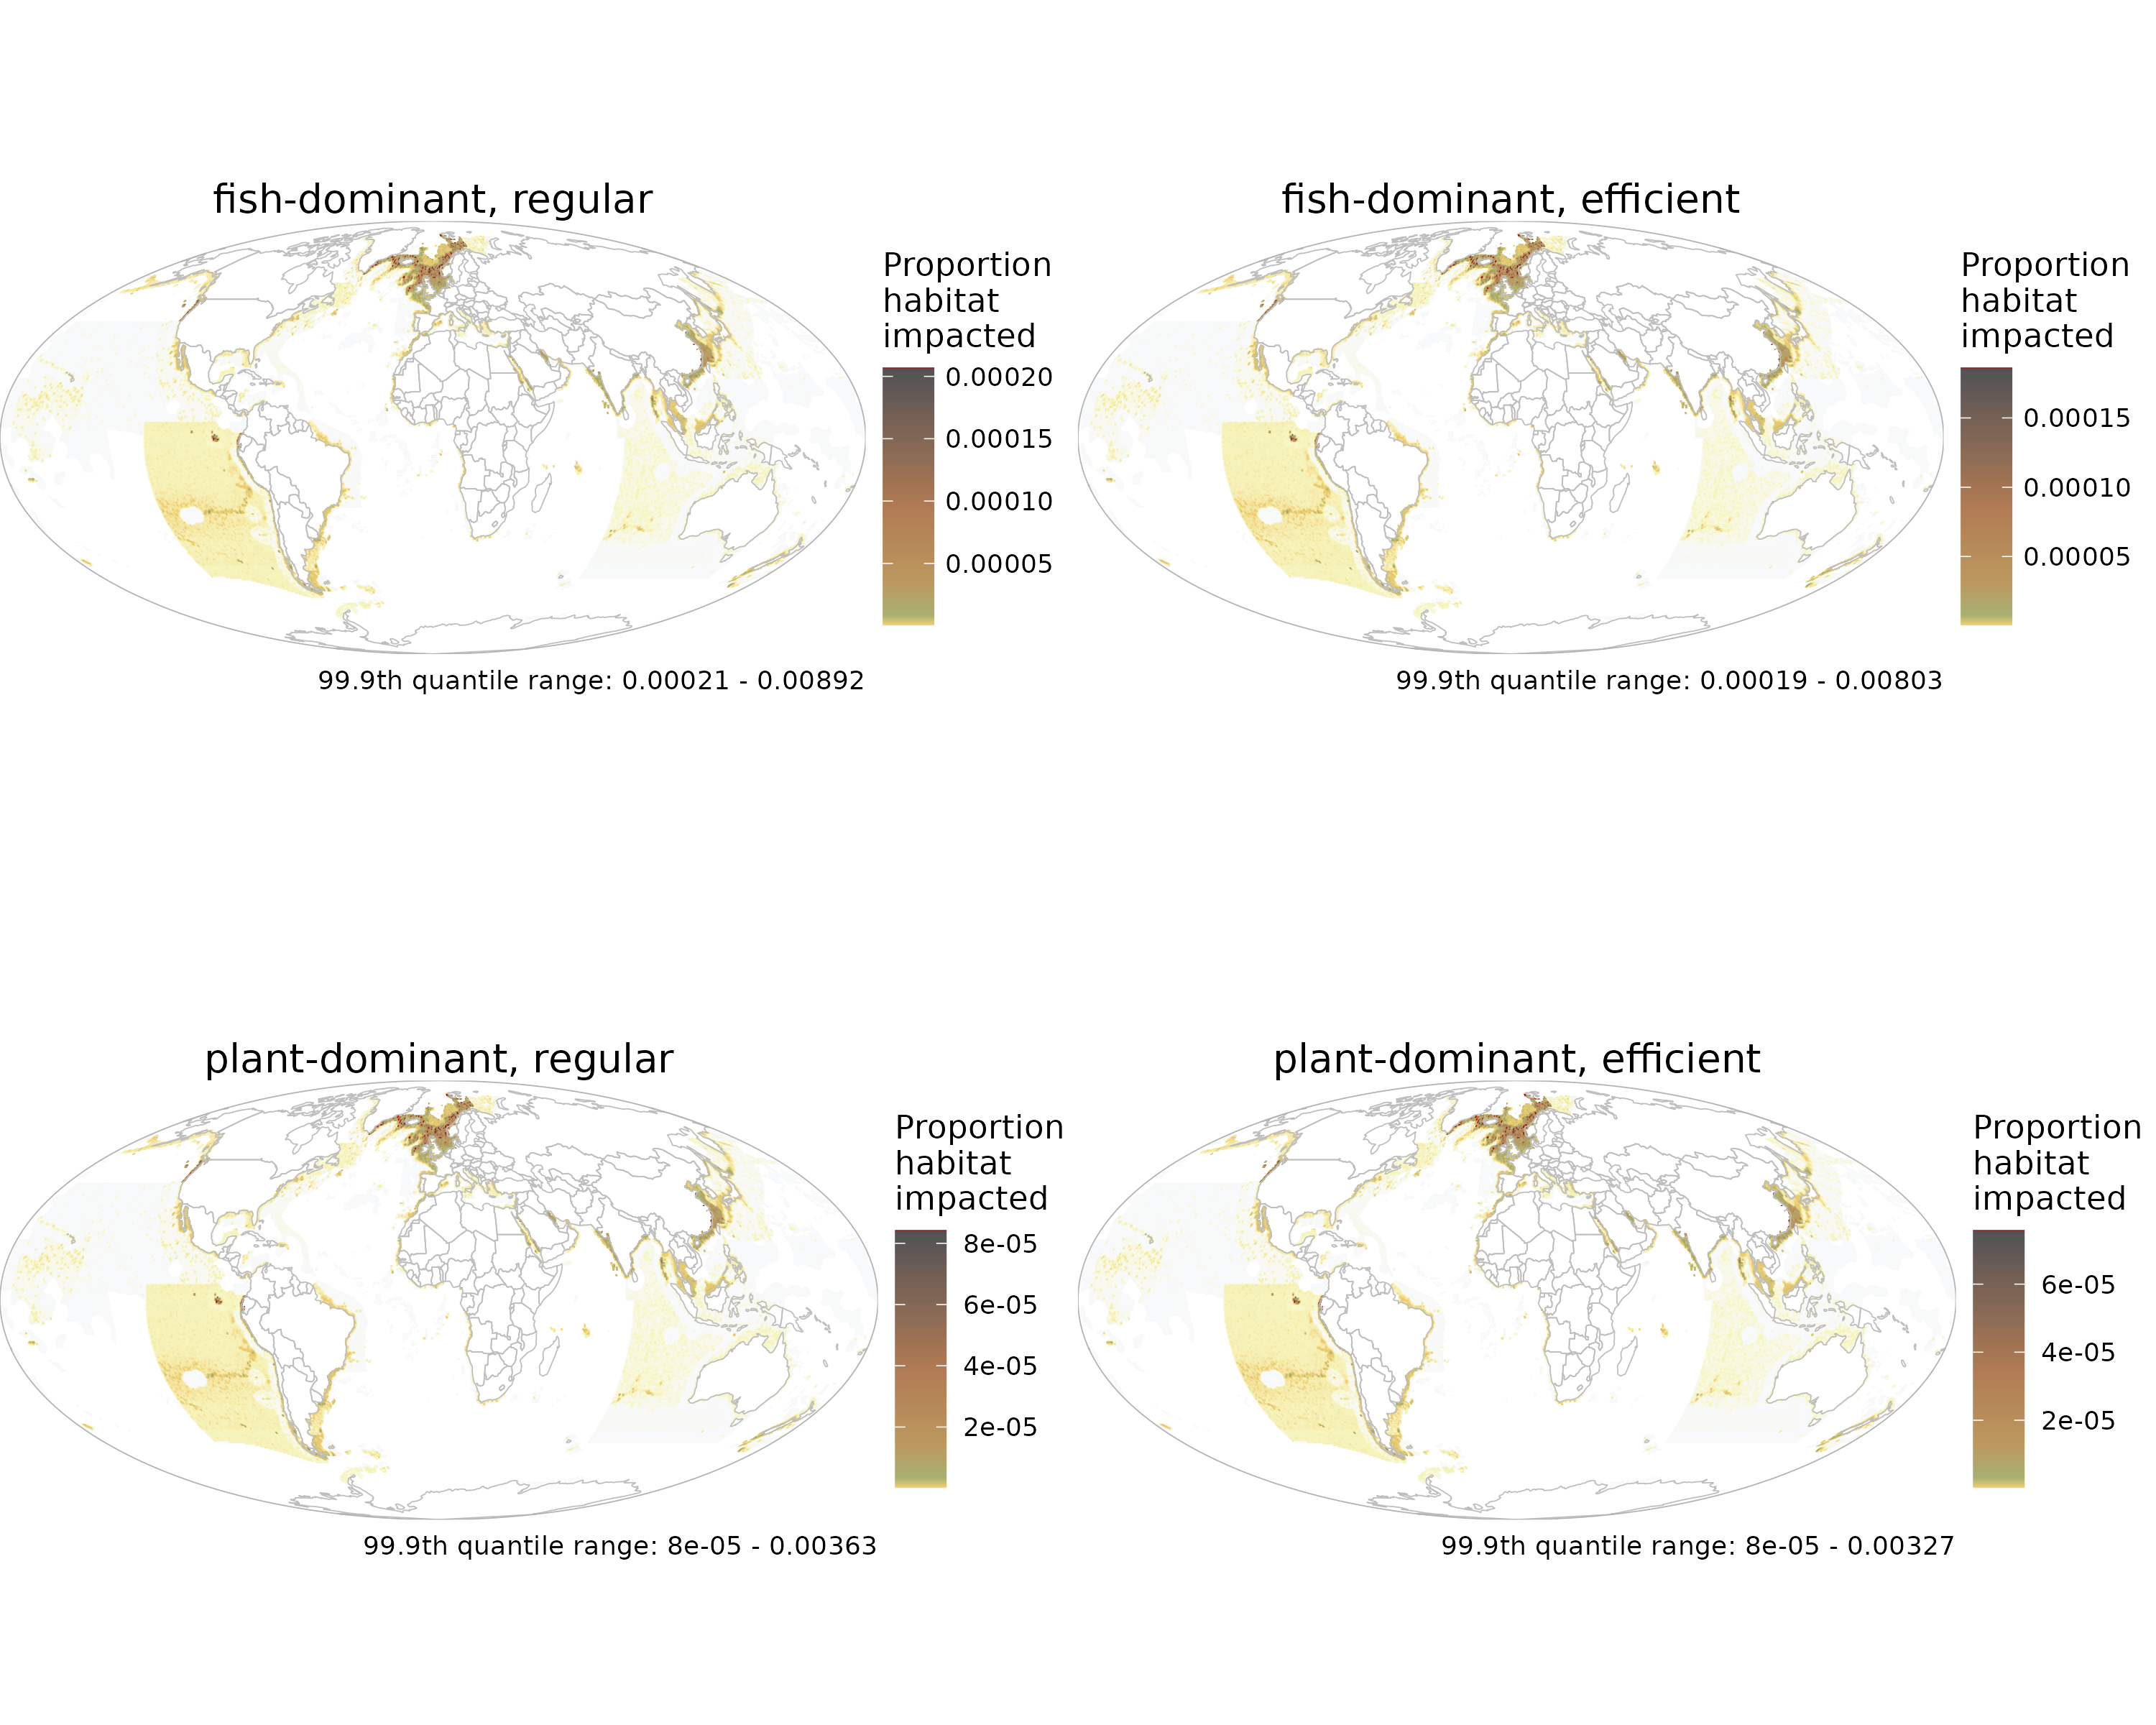 fish-dominant, regular
Proportion
habitat
impacted
0.00020
0.00015
0.00010
0.00005
99.9th quantile range: 0.00021 - 0.00892
fish-dominant, efficient
Proportion
habitat
impacted
0.00015
0.00010
0.00005
99.9th quantile range: 0.00019 - 0.00803
plant-dominant, regular
Proportion
habitat
impacted
8e-05
6e-05
4e-05
2e-05
99.9th quantile range: 8e-05 - 0.00363
plant-dominant, efficient
Proportion
habitat
impacted
6e-05
4e-05
2e-05
99.9th quantile range: 8e-05 - 0.00327